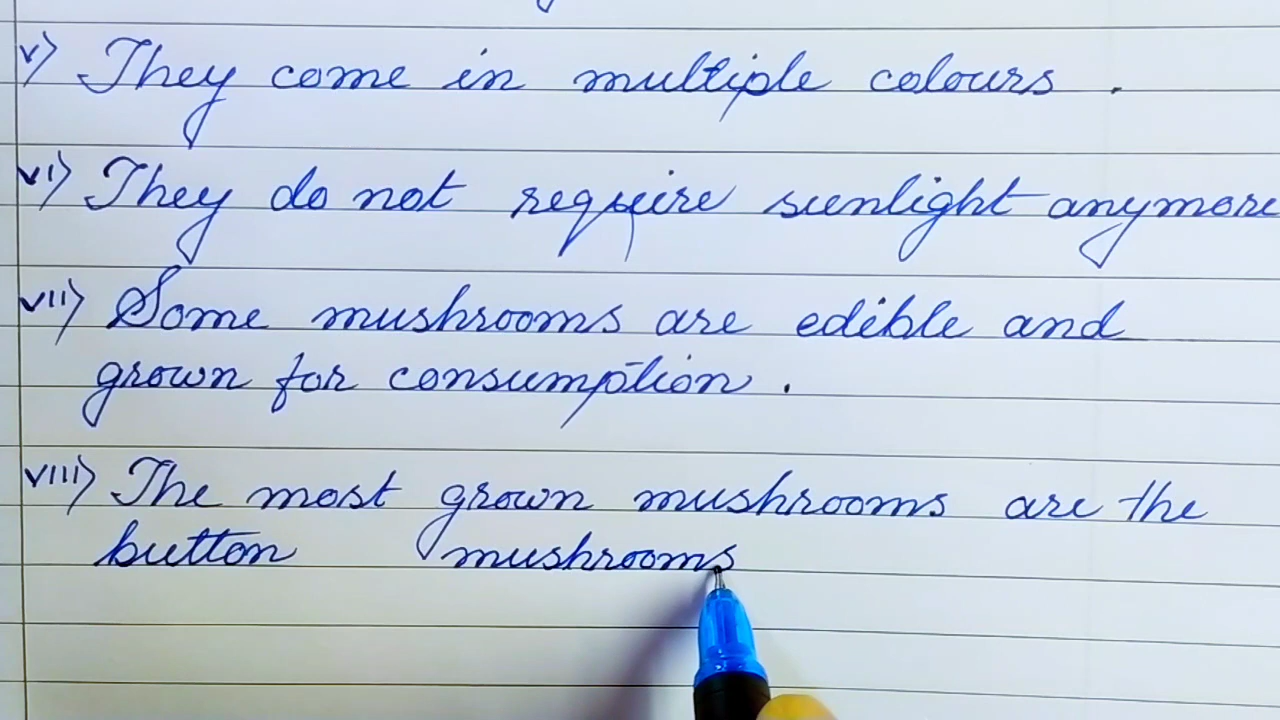 v) They come in multiple colours .
vi) They do not require sunlight anymore
vii) Some mushrooms are edible and
grown for consumption .
viii) The most grown mushrooms are the
button mushrooms